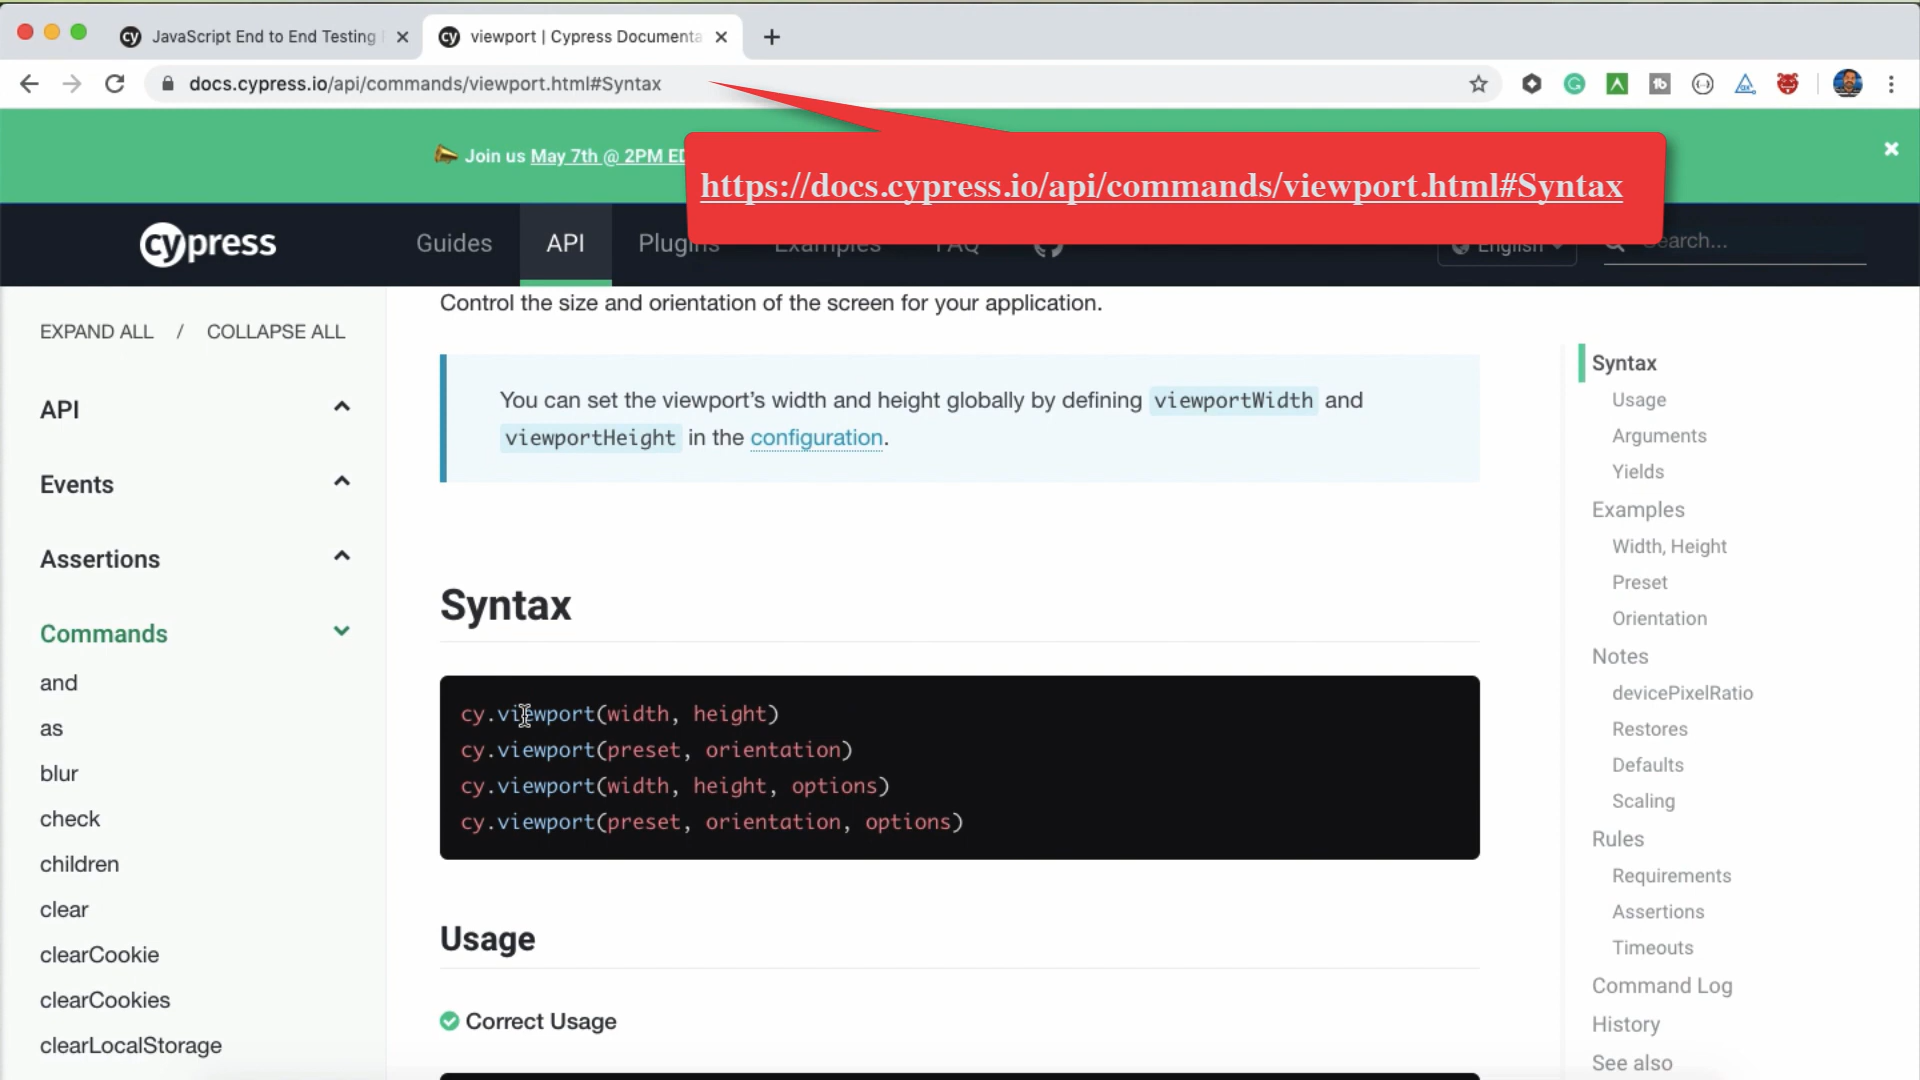 JavaScript End to End Testing
viewport | Cypress Documenta
docs.cypress.io/api/commands/viewport.html#Syntax
Join us May 7th @ 2PM ED
https://docs.cypress.io/api/commands/viewport.html#Syntax
cypress
Guides
API
Plugins
Examples
FAQ
English
Search...
Control the size and orientation of the screen for your application.
EXPAND ALL / COLLAPSE ALL
You can set the viewport's width and height globally by defining viewportWidth and
viewportHeight in the configuration.
API
Events
Assertions
Commands
and
as
blur
check
children
clear
clearCookie
clearCookies
clearLocalStorage
Syntax
cy.viewport(width, height)
cy.viewport(preset, orientation)
cy.viewport(width, height, options)
cy.viewport(preset, orientation, options)
Usage
Correct Usage
Syntax
Usage
Arguments
Yields
Examples
Width, Height
Preset
Orientation
Notes
devicePixelRatio
Restores
Defaults
Scaling
Rules
Requirements
Assertions
Timeouts
Command Log
History
See also